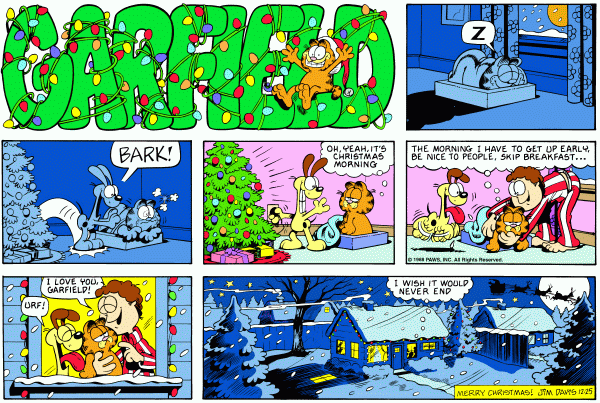 GARFIELD
Z
BARK!
OH, YEAH, IT'S
CHRISTMAS
MORNING
THE MORNING I HAVE TO GET UP EARLY,
BE NICE TO PEOPLE, SKIP BREAKFAST...
© 1988 PAWS, INC. All Rights Reserved.
I LOVE YOU,
GARFIELD!
URF!
I WISH IT WOULD
NEVER END
MERRY CHRISTMAS! JIM DAVIS 12·25